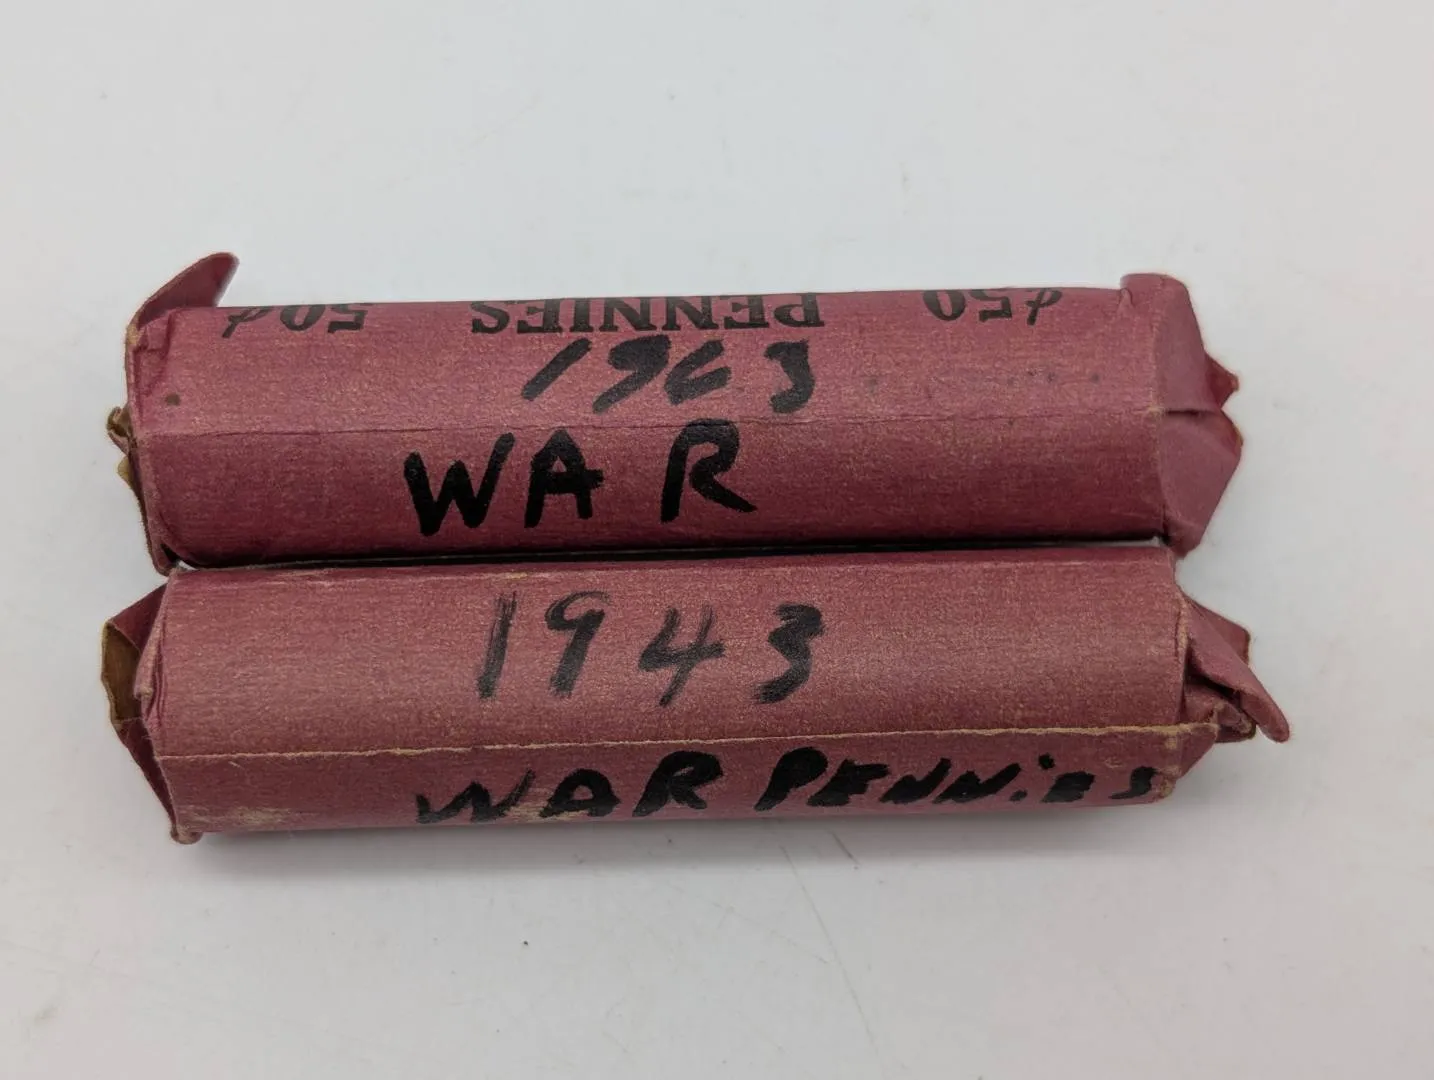 ¢50 PENNIES 50¢
1943
WAR
1943
WAR PENNiES